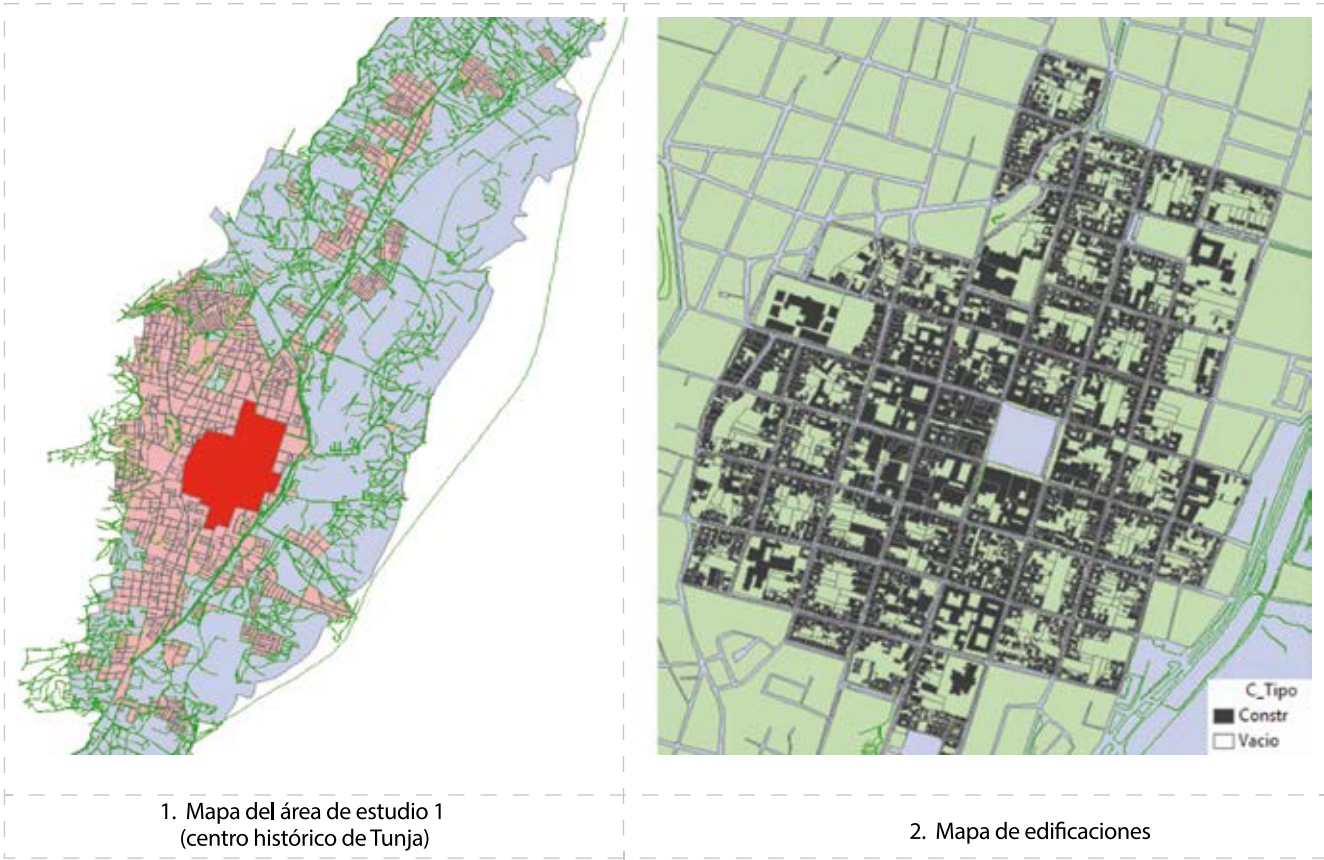 C_Tipo
Constr
Vacio
1. Mapa del área de estudio 1
(centro histórico de Tunja)
2. Mapa de edificaciones